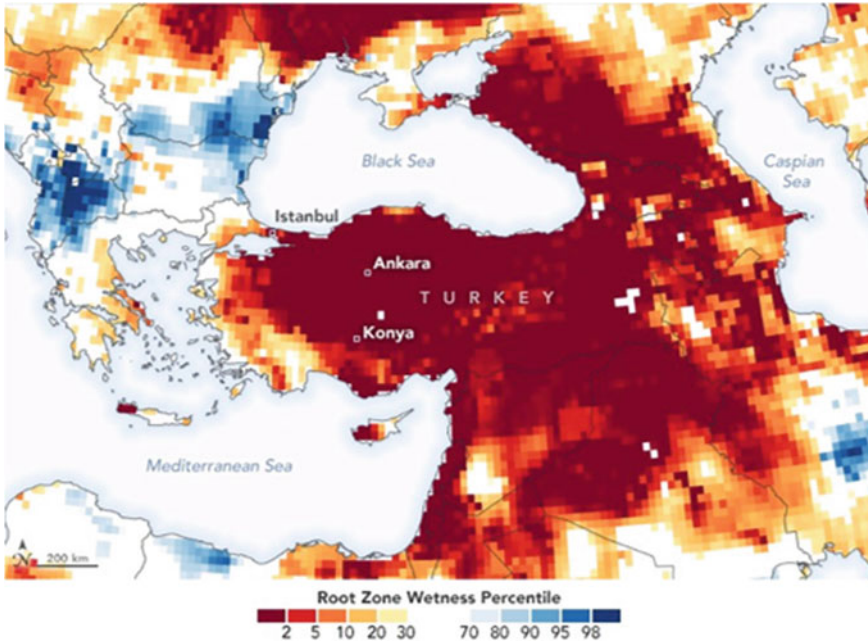 Black Sea
Caspian
Sea
Istanbul
Ankara
TURKEY
Konya
Mediterranean Sea
N
200 km
Root Zone Wetness Percentile
2 5 10 20 30 70 80 90 95 98